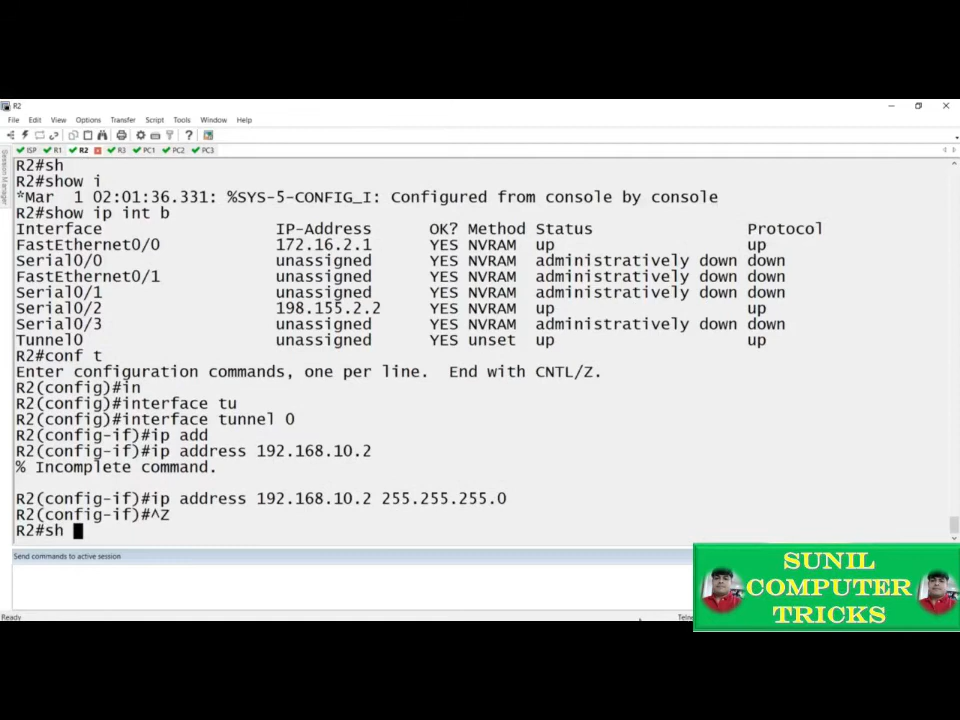 R2
File Edit View Options Transfer Script Tools Window Help
ISP R1 R2 R3 PC1 PC2 PC3
Session Manager
R2#sh
R2#show i
*Mar  1 02:01:36.331: %SYS-5-CONFIG_I: Configured from console by console
R2#show ip int b
Interface IP-Address OK? Method Status Protocol
FastEthernet0/0 172.16.2.1 YES NVRAM up up
Serial0/0 unassigned YES NVRAM administratively down down
FastEthernet0/1 unassigned YES NVRAM administratively down down
Serial0/1 unassigned YES NVRAM administratively down down
Serial0/2 198.155.2.2 YES NVRAM up up
Serial0/3 unassigned YES NVRAM administratively down down
Tunnel0 unassigned YES unset up up
R2#conf t
Enter configuration commands, one per line.  End with CNTL/Z.
R2(config)#in
R2(config)#interface tu
R2(config)#interface tunnel 0
R2(config-if)#ip add
R2(config-if)#ip address 192.168.10.2
% Incomplete command.
R2(config-if)#ip address 192.168.10.2 255.255.255.0
R2(config-if)#^Z
R2#sh
Send commands to active session
Ready
SUNIL
COMPUTER
TRICKS